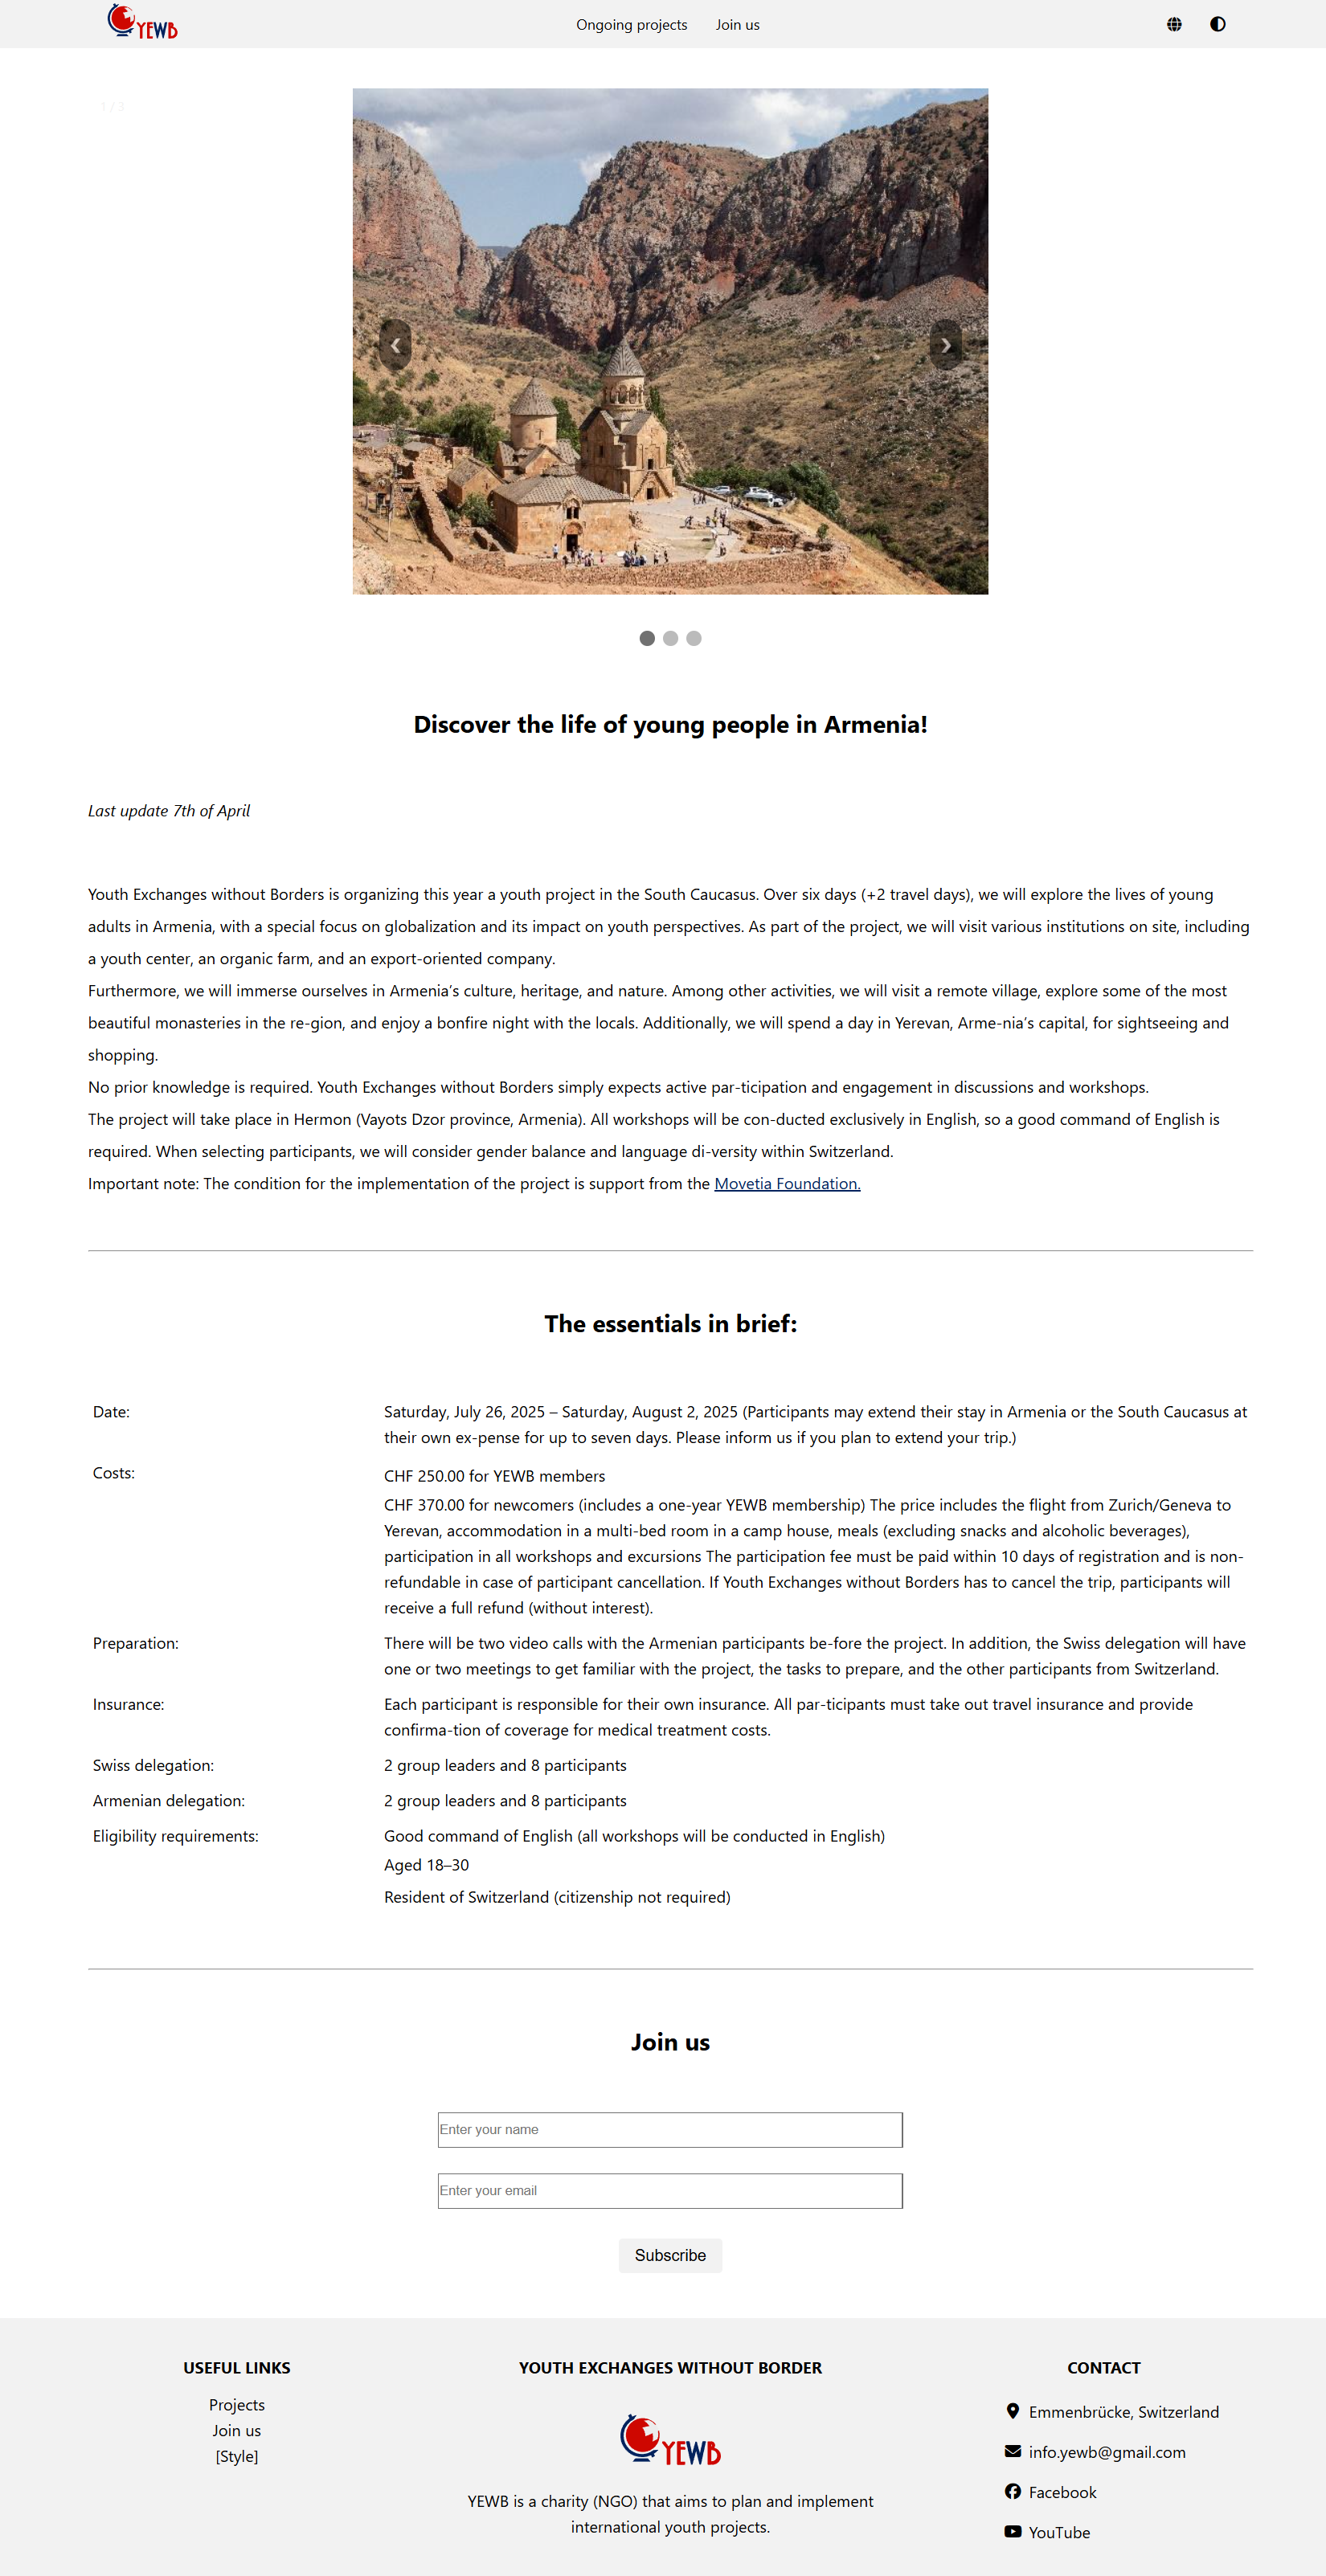 YEWB
Ongoing projects
Join us
1 / 3
❮
❯
Discover the life of young people in Armenia!
Last update 7th of April
Youth Exchanges without Borders is organizing this year a youth project in the South Caucasus. Over six days (+2 travel days), we will explore the lives of young
adults in Armenia, with a special focus on globalization and its impact on youth perspectives. As part of the project, we will visit various institutions on site, including
a youth center, an organic farm, and an export-oriented company.
Furthermore, we will immerse ourselves in Armenia’s culture, heritage, and nature. Among other activities, we will visit a remote village, explore some of the most
beautiful monasteries in the re-gion, and enjoy a bonfire night with the locals. Additionally, we will spend a day in Yerevan, Arme-nia’s capital, for sightseeing and
shopping.
No prior knowledge is required. Youth Exchanges without Borders simply expects active par-ticipation and engagement in discussions and workshops.
The project will take place in Hermon (Vayots Dzor province, Armenia). All workshops will be con-ducted exclusively in English, so a good command of English is
required. When selecting participants, we will consider gender balance and language di-versity within Switzerland.
Important note: The condition for the implementation of the project is support from the Movetia Foundation.
The essentials in brief:
Date:
Saturday, July 26, 2025 – Saturday, August 2, 2025 (Participants may extend their stay in Armenia or the South Caucasus at
their own ex-pense for up to seven days. Please inform us if you plan to extend your trip.)
Costs:
CHF 250.00 for YEWB members
CHF 370.00 for newcomers (includes a one-year YEWB membership) The price includes the flight from Zurich/Geneva to
Yerevan, accommodation in a multi-bed room in a camp house, meals (excluding snacks and alcoholic beverages),
participation in all workshops and excursions The participation fee must be paid within 10 days of registration and is non-
refundable in case of participant cancellation. If Youth Exchanges without Borders has to cancel the trip, participants will
receive a full refund (without interest).
Preparation:
There will be two video calls with the Armenian participants be-fore the project. In addition, the Swiss delegation will have
one or two meetings to get familiar with the project, the tasks to prepare, and the other participants from Switzerland.
Insurance:
Each participant is responsible for their own insurance. All par-ticipants must take out travel insurance and provide
confirma-tion of coverage for medical treatment costs.
Swiss delegation:
2 group leaders and 8 participants
Armenian delegation:
2 group leaders and 8 participants
Eligibility requirements:
Good command of English (all workshops will be conducted in English)
Aged 18–30
Resident of Switzerland (citizenship not required)
Join us
Enter your name
Enter your email
Subscribe
USEFUL LINKS
Projects
Join us
[Style]
YOUTH EXCHANGES WITHOUT BORDER
YEWB
YEWB is a charity (NGO) that aims to plan and implement
international youth projects.
CONTACT
Emmenbrücke, Switzerland
info.yewb@gmail.com
Facebook
YouTube